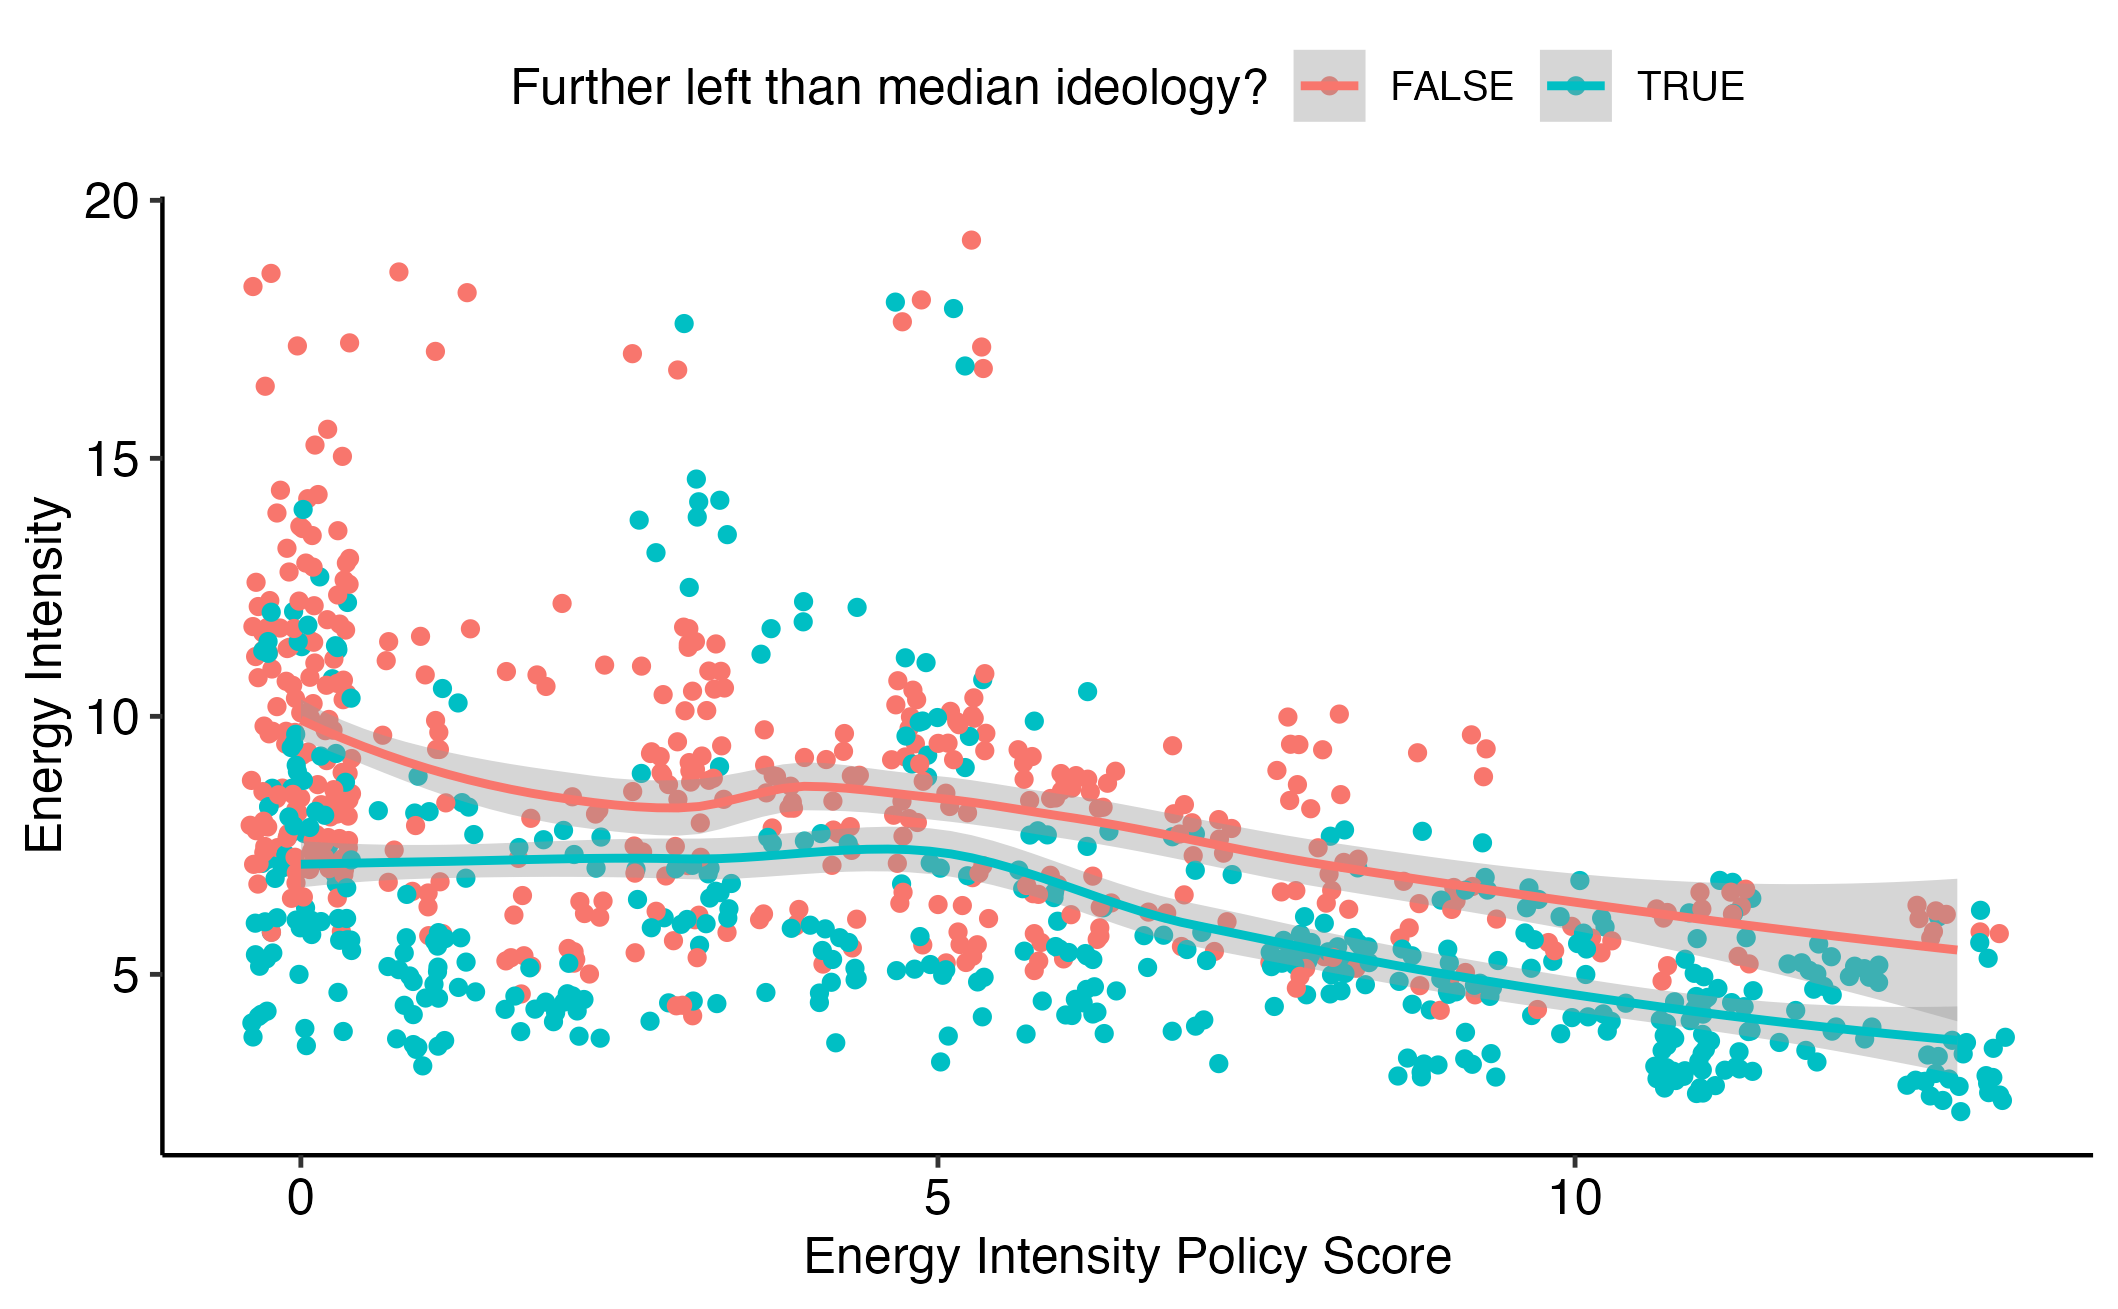 Further left than median ideology? FALSE TRUE
20
15
10
5
Energy Intensity
0 5 10
Energy Intensity Policy Score